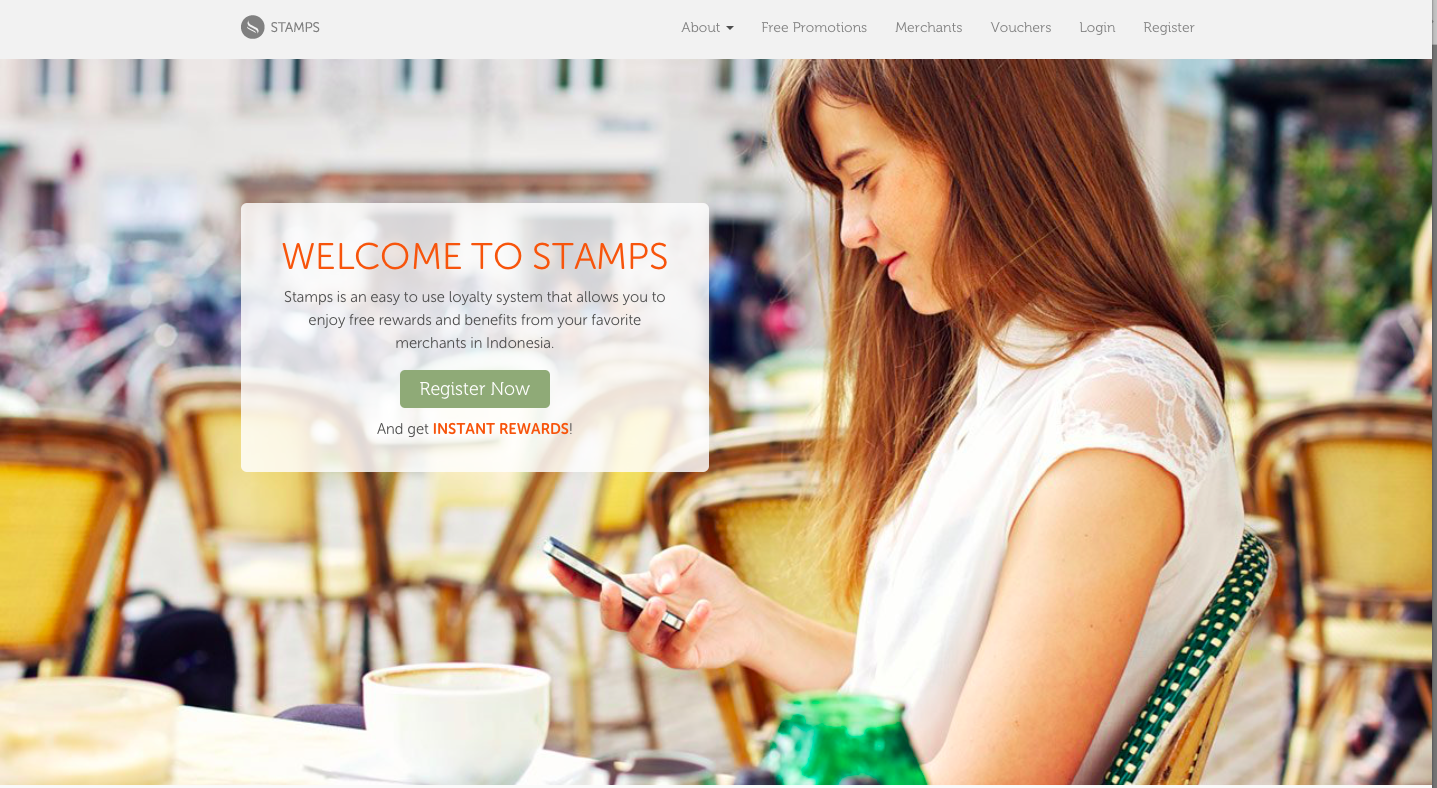 STAMPS
About
Free Promotions
Merchants
Vouchers
Login
Register
WELCOME TO STAMPS
Stamps is an easy to use loyalty system that allows you to
enjoy free rewards and benefits from your favorite
merchants in Indonesia.
Register Now
And get INSTANT REWARDS!